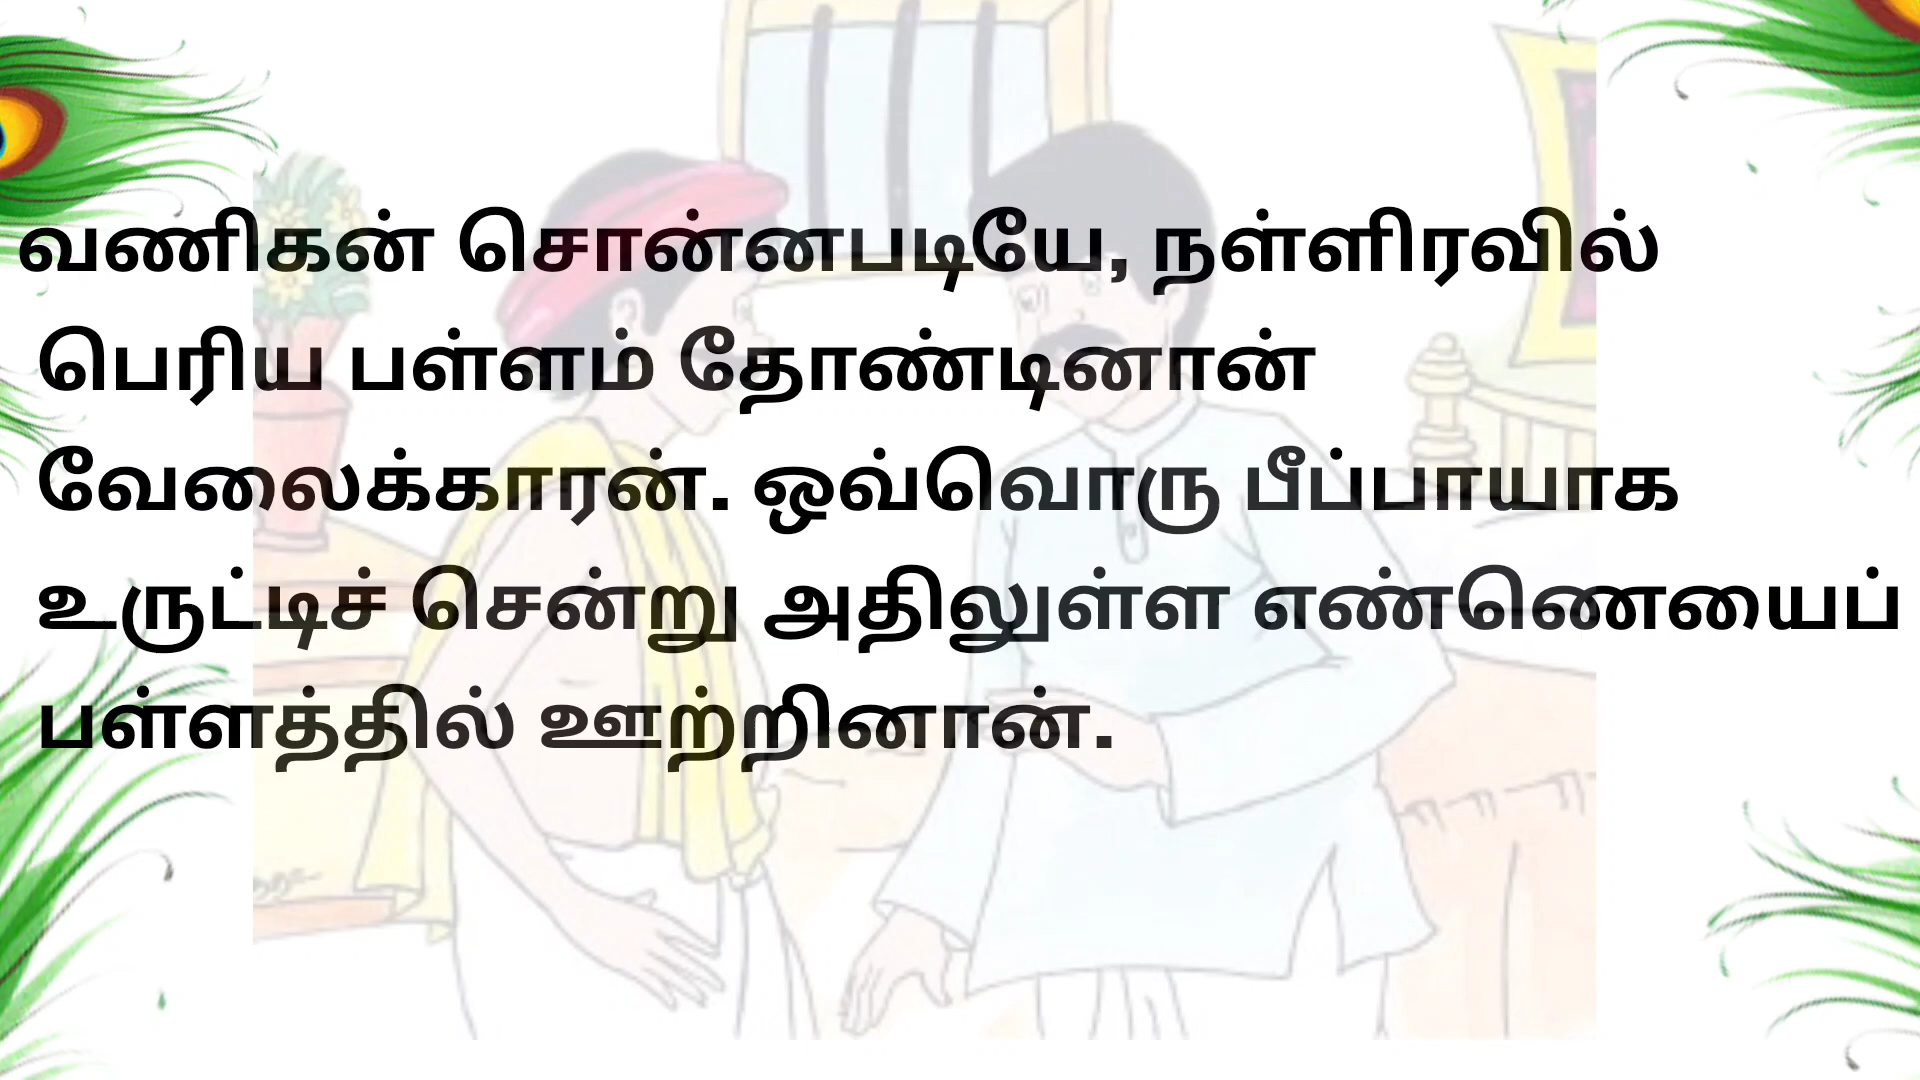 வணிகன் சொன்னபடியே, நள்ளிரவில்
பெரிய பள்ளம் தோண்டினான்
வேலைக்காரன். ஒவ்வொரு பீப்பாயாக
உருட்டிச் சென்று அதிலுள்ள எண்ணெயைப்
பள்ளத்தில் ஊற்றினான்.